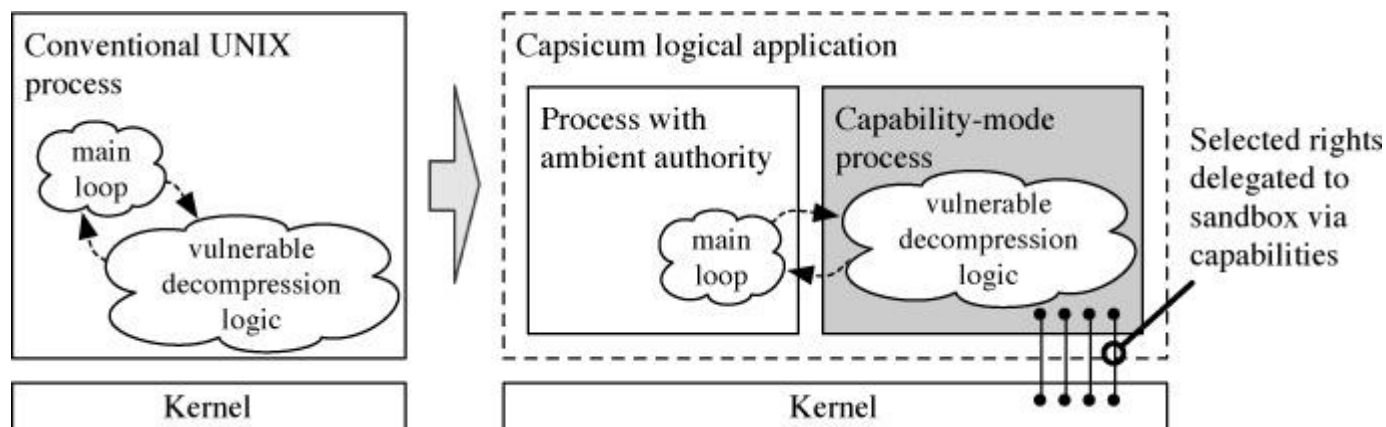 Conventional UNIX
process
main
loop
vulnerable
decompression
logic
Kernel
Capsicum logical application
Process with
ambient authority
main
loop
Capability-mode
process
vulnerable
decompression
logic
Selected rights
delegated to
sandbox via
capabilities
Kernel